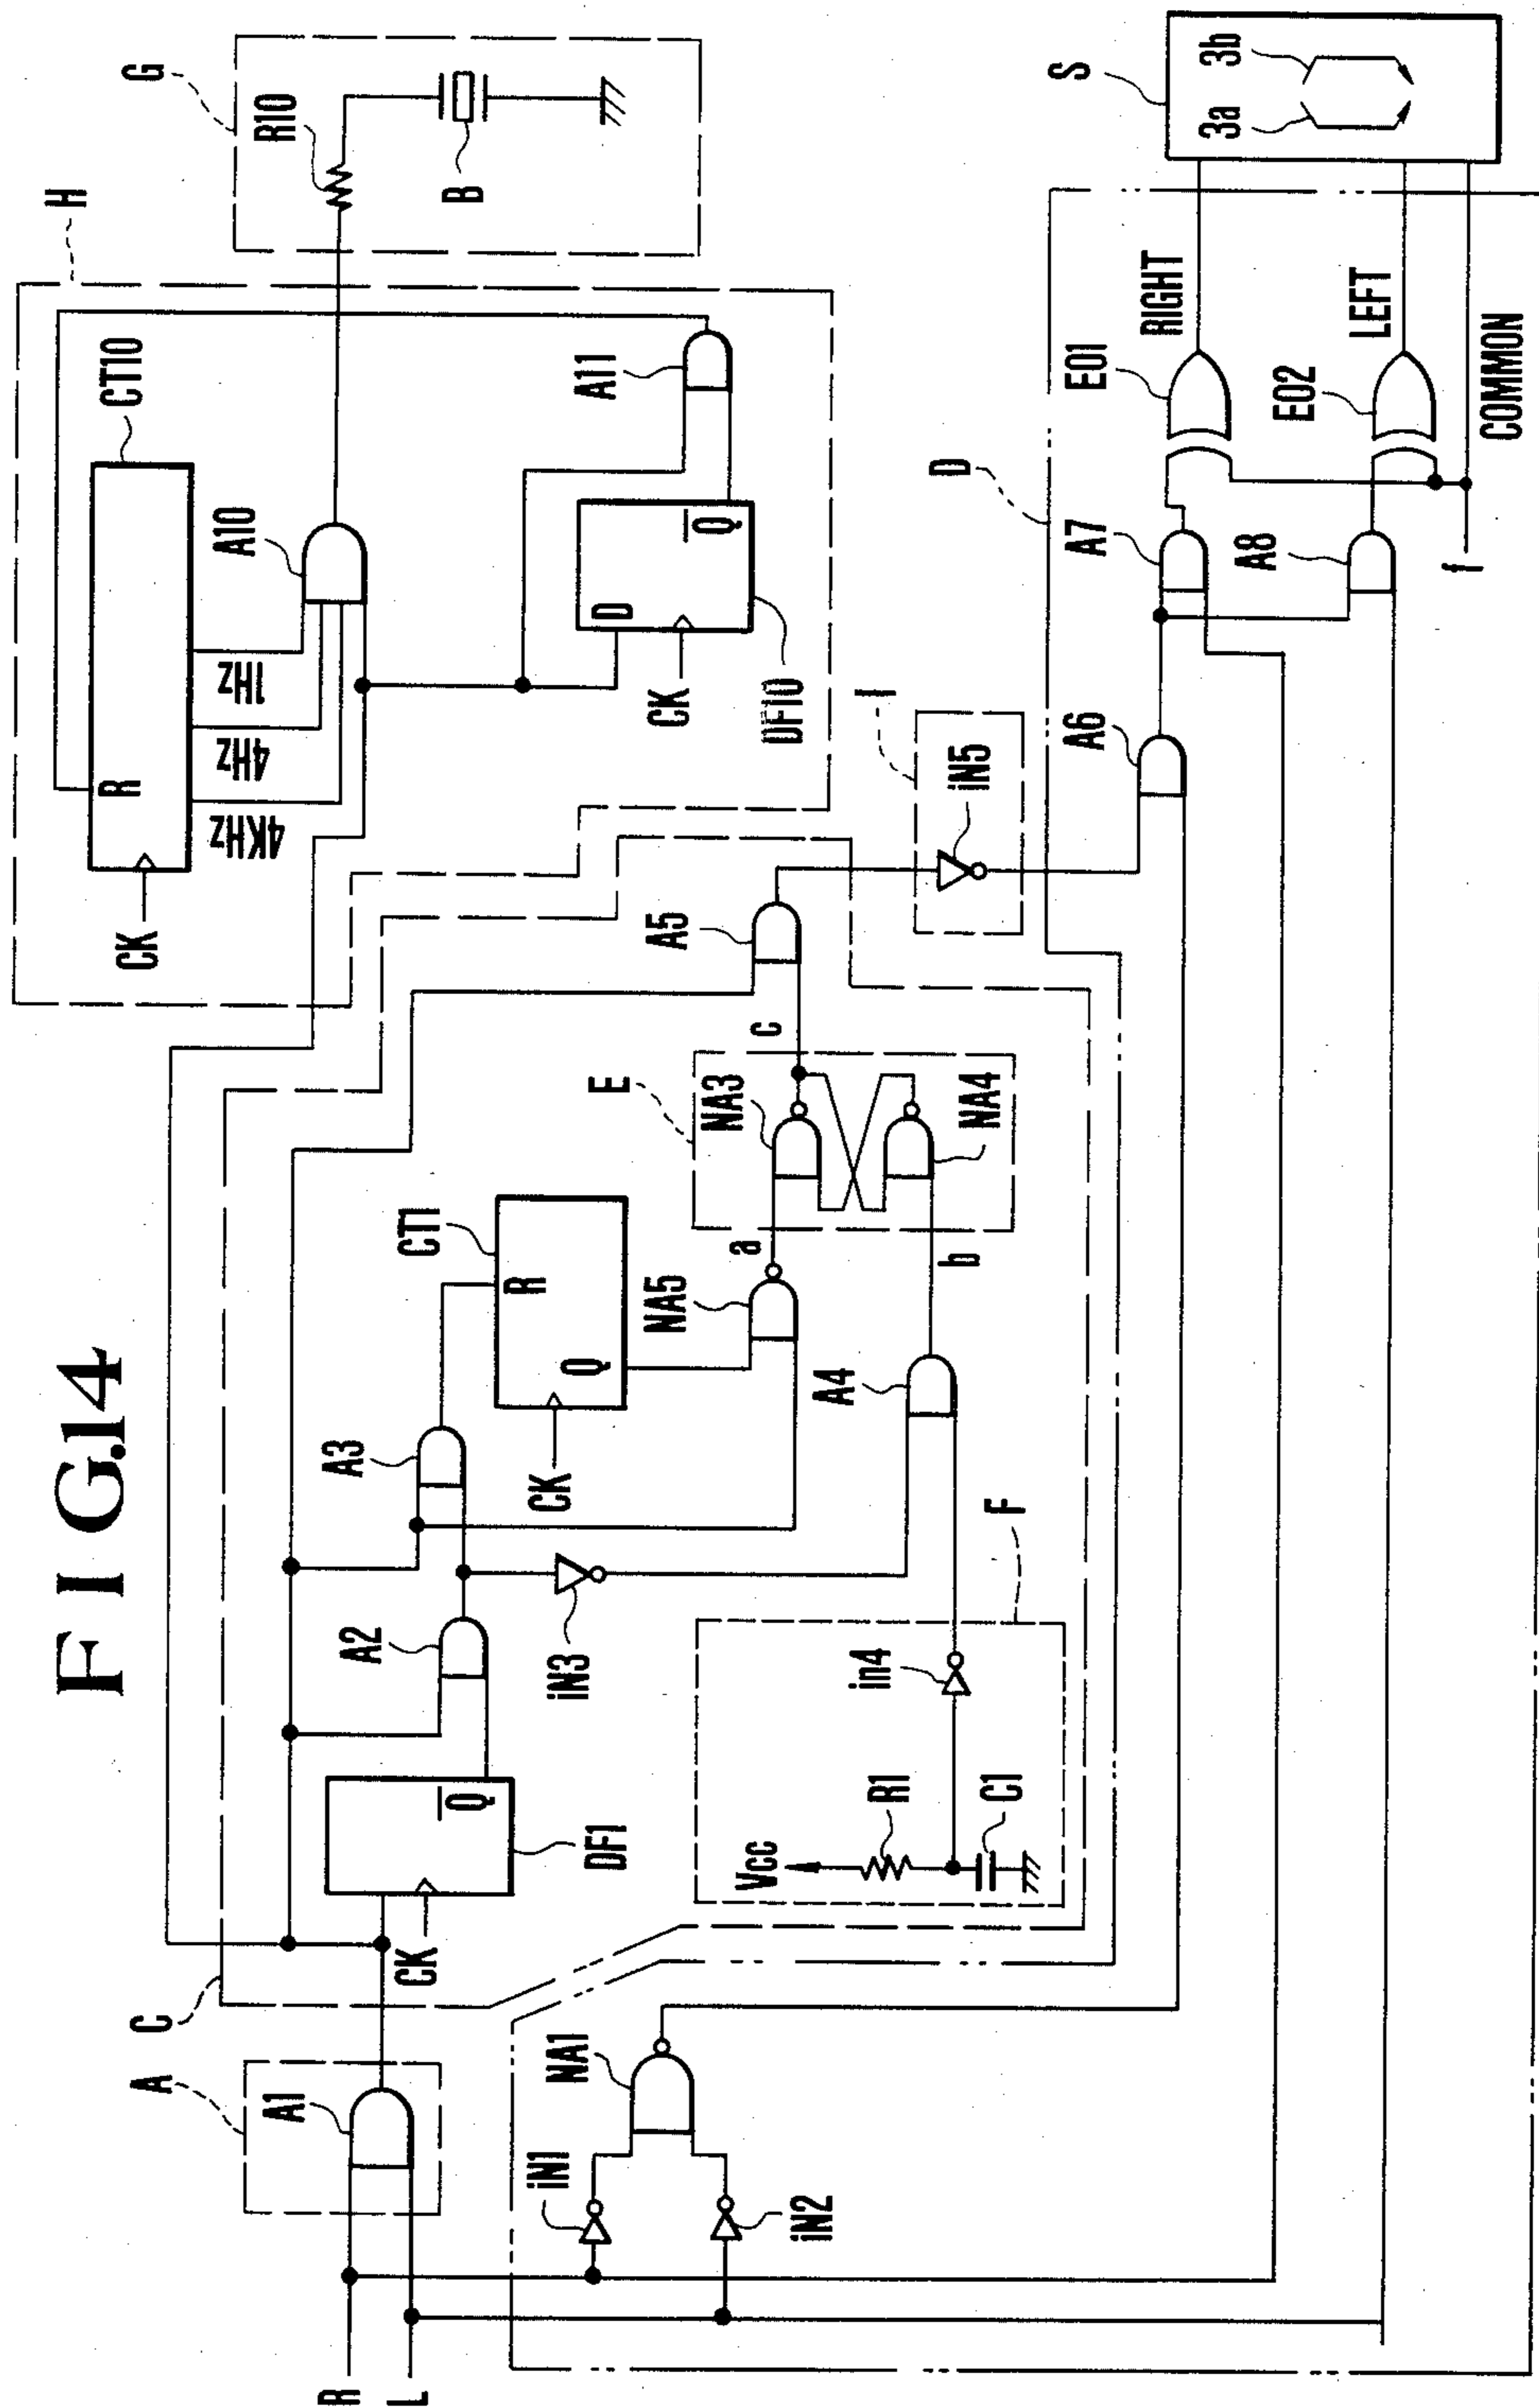 FIG.14
R
L
A
A1
C
iN1
iN2
NA1
CK
DF1
Q
A2
iN3
A3
CK
CT1
Q
R
NA5
a
b
c
E
NA3
NA4
A4
F
Vcc
R1
C1
in4
A5
I
iN5
H
CK
CT10
R
4KHz
4Hz
1Hz
A10
D
Q
CK
DF10
A11
G
R10
B
D
A6
A7
A8
f
E01
E02
RIGHT
LEFT
COMMON
S
3a
3b